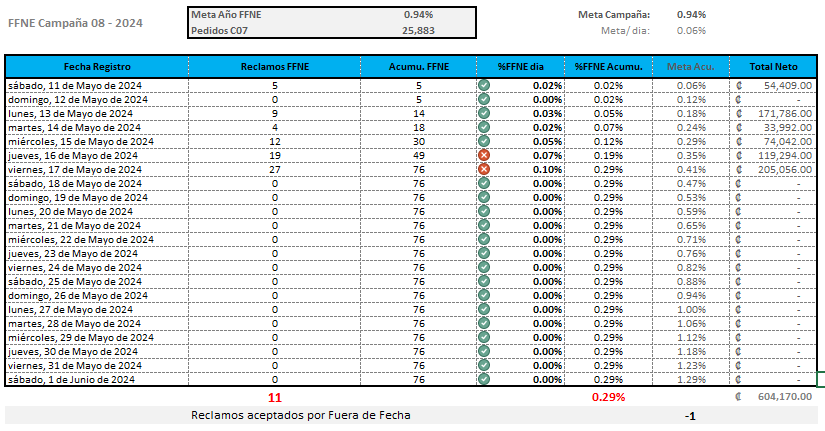 FFNE Campaña 08 - 2024
Meta Año FFNE 0.94% Meta Campaña: 0.94%
Pedidos C07 25,883 Meta/ dia: 0.06%
Fecha Registro Reclamos FFNE Acumu. FFNE %FFNE dia %FFNE Acumu. Meta Acu. Total Neto
sábado, 11 de Mayo de 2024 5 5 0.02% 0.02% 0.06% ₡ 54,409.00
domingo, 12 de Mayo de 2024 0 5 0.00% 0.02% 0.12% ₡ -
lunes, 13 de Mayo de 2024 9 14 0.03% 0.05% 0.18% ₡ 171,786.00
martes, 14 de Mayo de 2024 4 18 0.02% 0.07% 0.24% ₡ 33,992.00
miércoles, 15 de Mayo de 2024 12 30 0.05% 0.12% 0.29% ₡ 74,042.00
jueves, 16 de Mayo de 2024 19 49 0.07% 0.19% 0.35% ₡ 119,294.00
viernes, 17 de Mayo de 2024 27 76 0.10% 0.29% 0.41% ₡ 205,056.00
sábado, 18 de Mayo de 2024 0 76 0.00% 0.29% 0.47% ₡ -
domingo, 19 de Mayo de 2024 0 76 0.00% 0.29% 0.53% ₡ -
lunes, 20 de Mayo de 2024 0 76 0.00% 0.29% 0.59% ₡ -
martes, 21 de Mayo de 2024 0 76 0.00% 0.29% 0.65% ₡ -
miércoles, 22 de Mayo de 2024 0 76 0.00% 0.29% 0.71% ₡ -
jueves, 23 de Mayo de 2024 0 76 0.00% 0.29% 0.76% ₡ -
viernes, 24 de Mayo de 2024 0 76 0.00% 0.29% 0.82% ₡ -
sábado, 25 de Mayo de 2024 0 76 0.00% 0.29% 0.88% ₡ -
domingo, 26 de Mayo de 2024 0 76 0.00% 0.29% 0.94% ₡ -
lunes, 27 de Mayo de 2024 0 76 0.00% 0.29% 1.00% ₡ -
martes, 28 de Mayo de 2024 0 76 0.00% 0.29% 1.06% ₡ -
miércoles, 29 de Mayo de 2024 0 76 0.00% 0.29% 1.12% ₡ -
jueves, 30 de Mayo de 2024 0 76 0.00% 0.29% 1.18% ₡ -
viernes, 31 de Mayo de 2024 0 76 0.00% 0.29% 1.23% ₡ -
sábado, 1 de Junio de 2024 0 76 0.00% 0.29% 1.29% ₡ -
11 0.29% ₡ 604,170.00
Reclamos aceptados por Fuera de Fecha -1